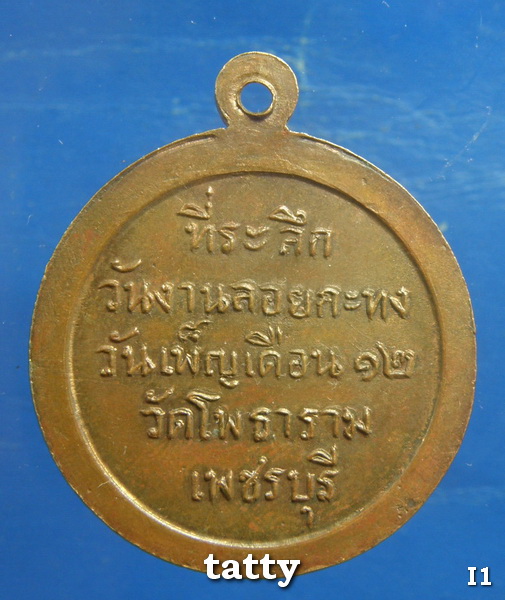 ที่ระลึก
วันงานลอยกะทง
วันเพ็ญเดือน ๑๒
วัดโพธาราม
เพชรบุรี
tatty
I1